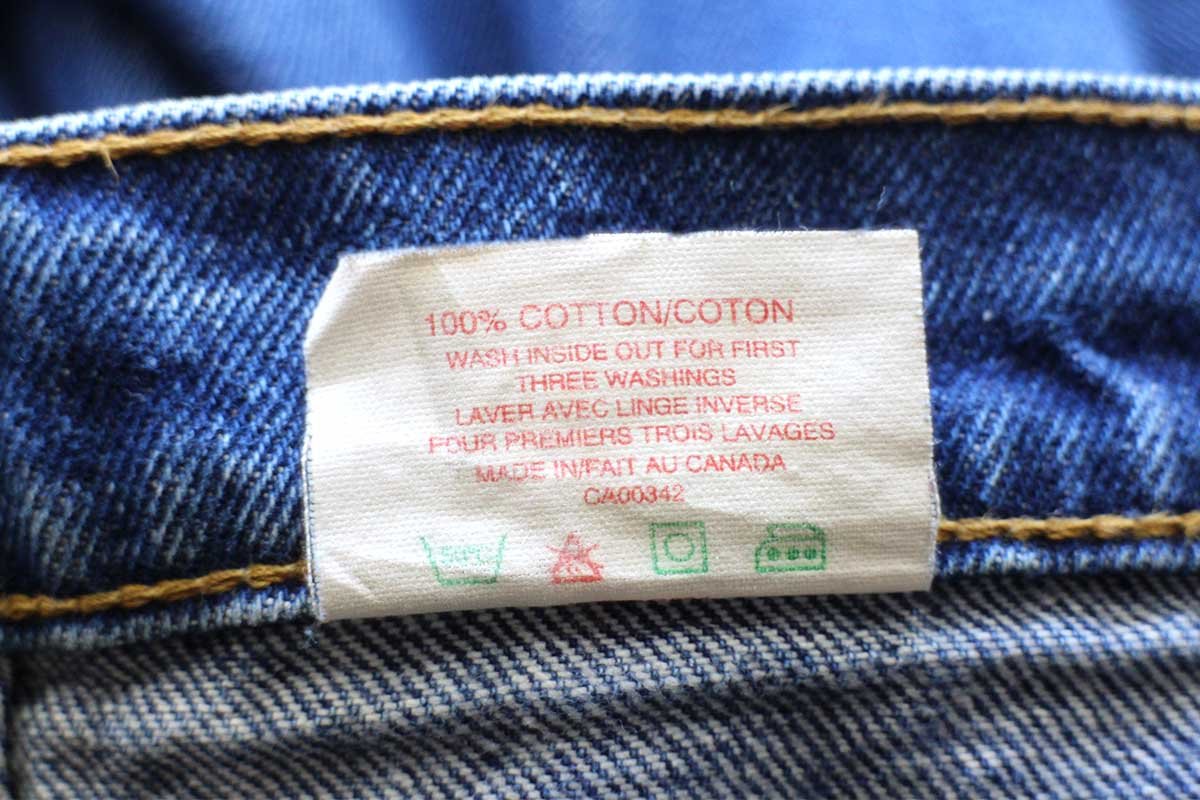 100% COTTON/COTON
WASH INSIDE OUT FOR FIRST
THREE WASHINGS
LAVER AVEC LINGE INVERSE
POUR PREMIERS TROIS LAVAGES
MADE IN/FAIT AU CANADA
CA00342
50°C